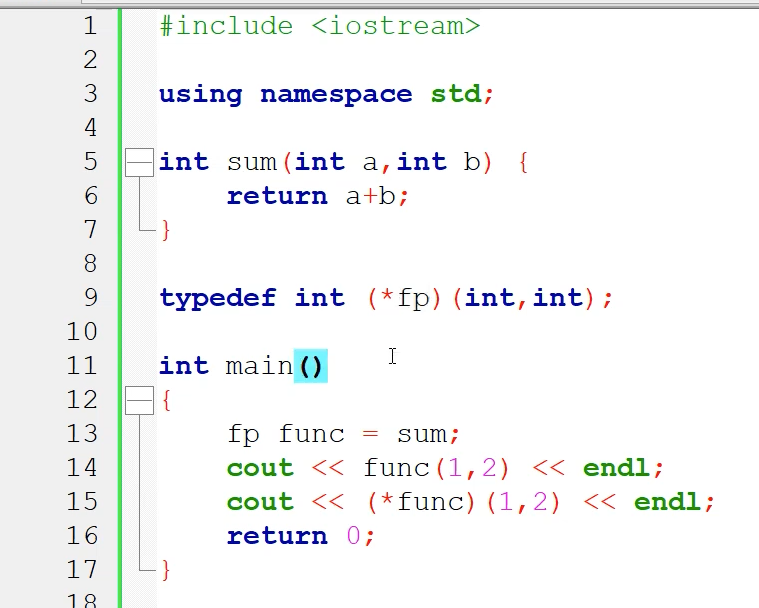 1 #include <iostream>
2
3 using namespace std;
4
5 int sum(int a,int b) {
6 return a+b;
7 }
8
9 typedef int (*fp)(int,int);
10
11 int main()
12 {
13 fp func = sum;
14 cout << func(1,2) << endl;
15 cout << (*func)(1,2) << endl;
16 return 0;
17 }
18